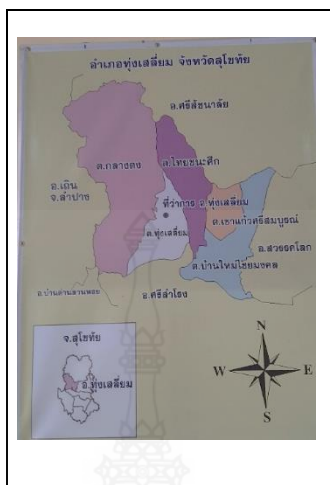 อำเภอทุ่งเสลี่ยม จังหวัดสุโขทัย
อ.ศรีสัชนาลัย
ต.กลางดง
ต.ไทยชนะศึก
อ.เถิน
จ.ลำปาง
ที่ว่าการ อ.ทุ่งเสลี่ยม
ต.เขาแก้วศรีสมบูรณ์
ต.ทุ่งเสลี่ยม
อ.สวรรคโลก
ต.บ้านใหม่ไชยมงคล
อ.บ้านด่านลานหอย
อ.ศรีสำโรง
จ.สุโขทัย
อ.ทุ่งเสลี่ยม
N
W
E
S